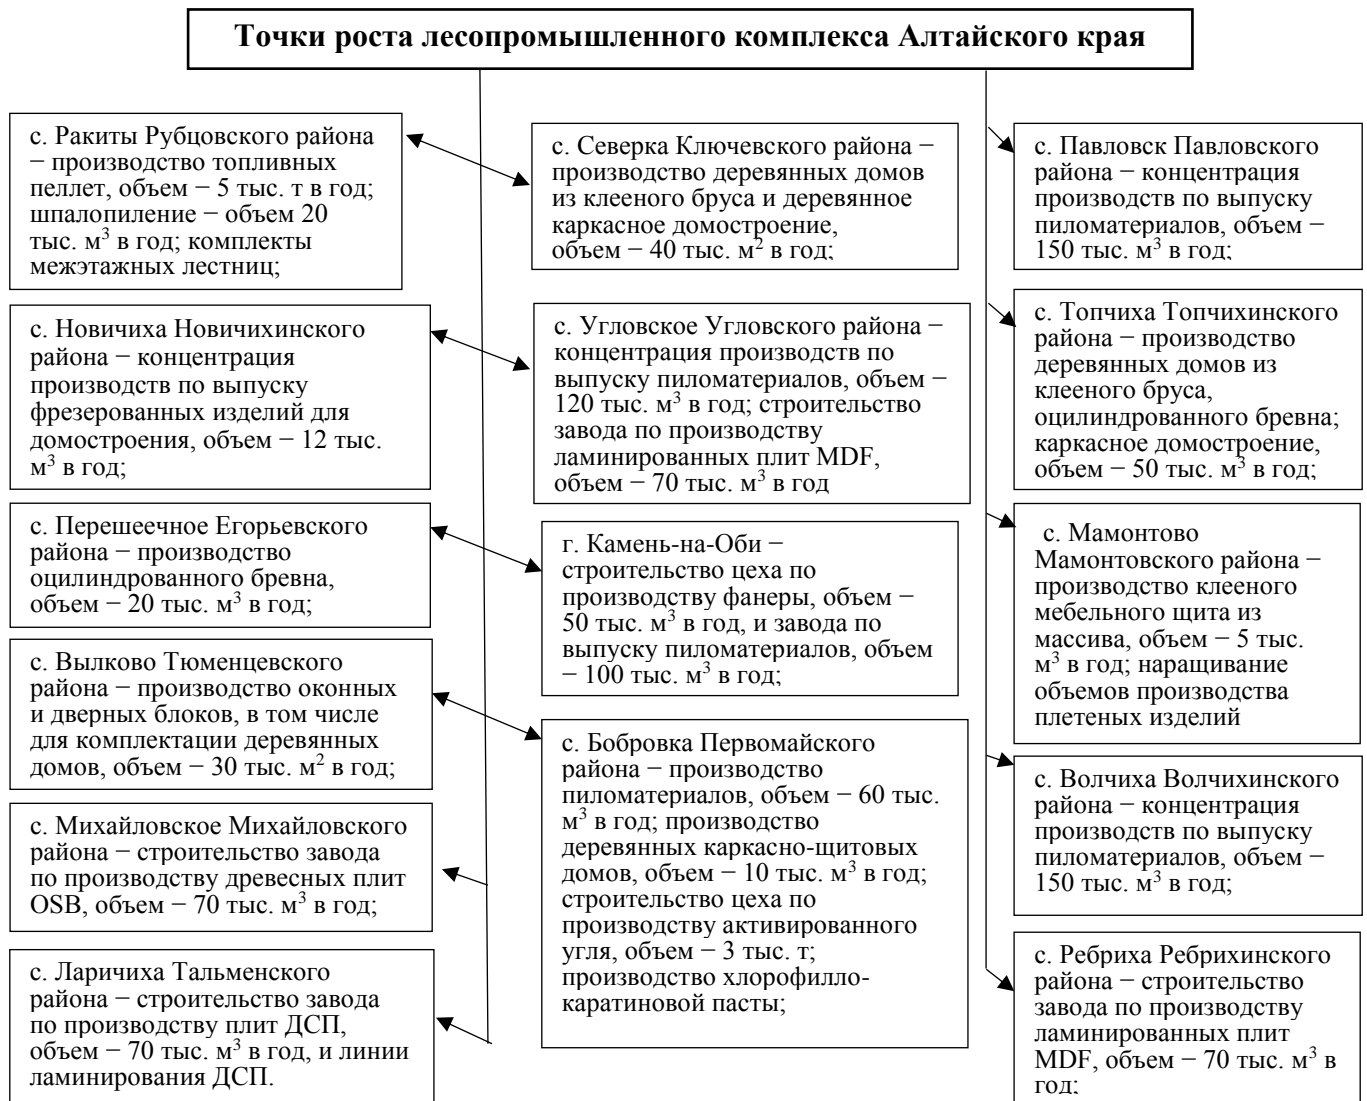 Точки роста лесопромышленного комплекса Алтайского края
с. Ракиты Рубцовского района
− производство топливных
пеллет, объем − 5 тыс. т в год;
шпалопиление − объем 20
тыс. м³ в год; комплекты
межэтажных лестниц;
с. Новичиха Новичихинского
района − концентрация
производств по выпуску
фрезерованных изделий для
домостроения, объем − 12 тыс.
м³ в год;
с. Перешеечное Егорьевского
района − производство
оцилиндрованного бревна,
объем − 20 тыс. м³ в год;
с. Вылково Тюменцевского
района − производство оконных
и дверных блоков, в том числе
для комплектации деревянных
домов, объем − 30 тыс. м² в год;
с. Михайловское Михайловского
района − строительство завода
по производству древесных плит
OSB, объем − 70 тыс. м³ в год;
с. Ларичиха Тальменского
района − строительство завода
по производству плит ДСП,
объем − 70 тыс. м³ в год, и линии
ламинирования ДСП.
с. Северка Ключевского района −
производство деревянных домов
из клееного бруса и деревянное
каркасное домостроение,
объем − 40 тыс. м² в год;
с. Угловское Угловского района −
концентрация производств по
выпуску пиломатериалов, объем −
120 тыс. м³ в год; строительство
завода по производству
ламинированных плит MDF,
объем − 70 тыс. м³ в год
г. Камень-на-Оби −
строительство цеха по
производству фанеры, объем −
50 тыс. м³ в год, и завода по
выпуску пиломатериалов, объем
− 100 тыс. м³ в год;
с. Бобровка Первомайского
района − производство
пиломатериалов, объем − 60 тыс.
м³ в год; производство
деревянных каркасно-щитовых
домов, объем − 10 тыс. м³ в год;
строительство цеха по
производству активированного
угля, объем − 3 тыс. т;
производство хлорофилло-
каратиновой пасты;
с. Павловск Павловского
района − концентрация
производств по выпуску
пиломатериалов, объем −
150 тыс. м³ в год;
с. Топчиха Топчихинского
района − производство
деревянных домов из
клееного бруса,
оцилиндрованного бревна;
каркасное домостроение,
объем − 50 тыс. м³ в год;
с. Мамонтово
Мамонтовского района −
производство клееного
мебельного щита из
массива, объем − 5 тыс.
м³ в год; наращивание
объемов производства
плетеных изделий
с. Волчиха Волчихинского
района − концентрация
производств по выпуску
пиломатериалов, объем −
150 тыс. м³ в год;
с. Ребриха Ребрихинского
района − строительство
завода по производству
ламинированных плит
MDF, объем − 70 тыс. м³ в
год;